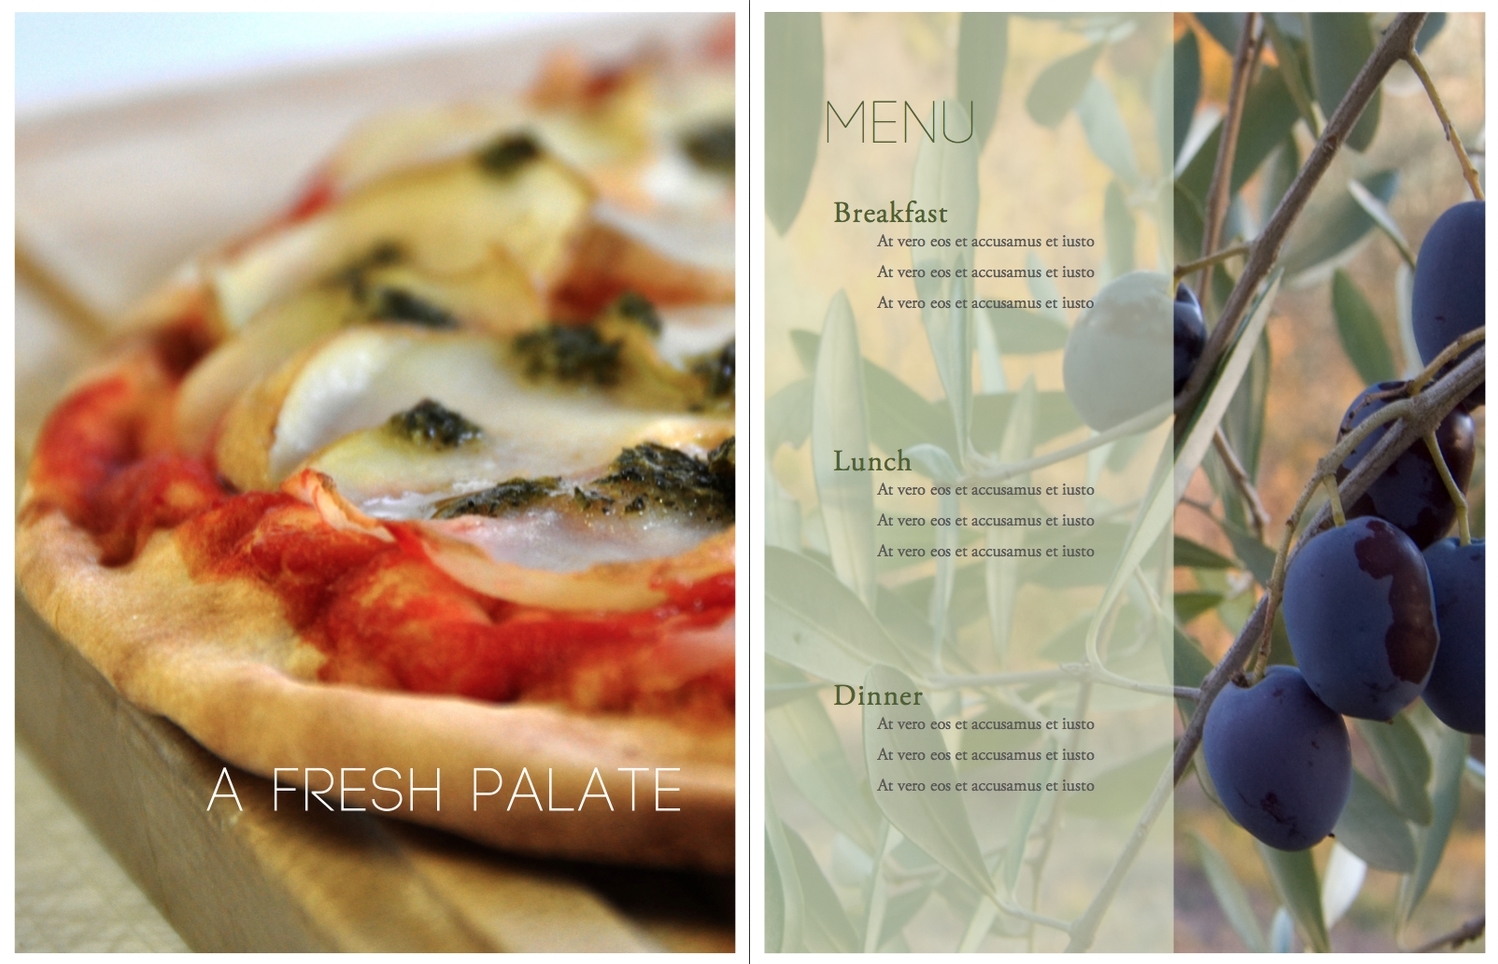 A FRESH PALATE
MENU
Breakfast
At vero eos et accusamus et iusto
At vero eos et accusamus et iusto
At vero eos et accusamus et iusto
Lunch
At vero eos et accusamus et iusto
At vero eos et accusamus et iusto
At vero eos et accusamus et iusto
Dinner
At vero eos et accusamus et iusto
At vero eos et accusamus et iusto
At vero eos et accusamus et iusto